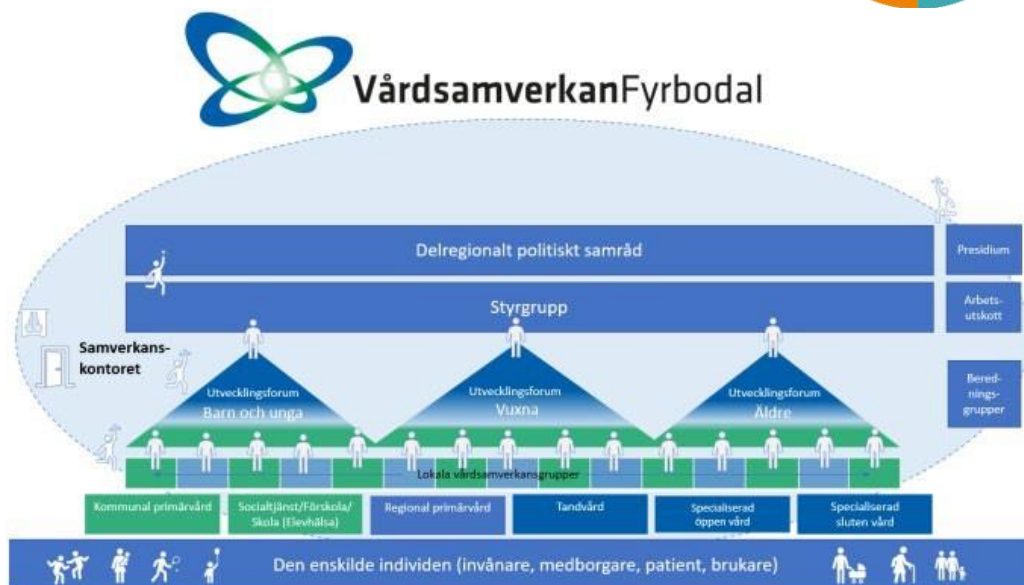 VårdsamverkanFyrbodal
Delregionalt politiskt samråd
Presidium
Styrgrupp
Arbets-
utskott
Samverkans-
kontoret
Utvecklingsforum
Barn och unga
Utvecklingsforum
Vuxna
Utvecklingsforum
Äldre
Bered-
nings-
grupper
Lokala vårdsamverkansgrupper
Kommunal primärvård
Socialtjänst/Förskola/
Skola (Elevhälsa)
Regional primärvård
Tandvård
Specialiserad
öppen vård
Specialiserad
sluten vård
Den enskilde individen (invånare, medborgare, patient, brukare)